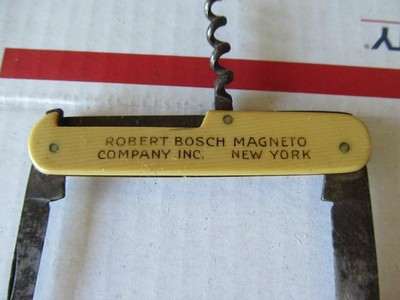 ROBERT BOSCH MAGNETO
COMPANY INC. NEW YORK